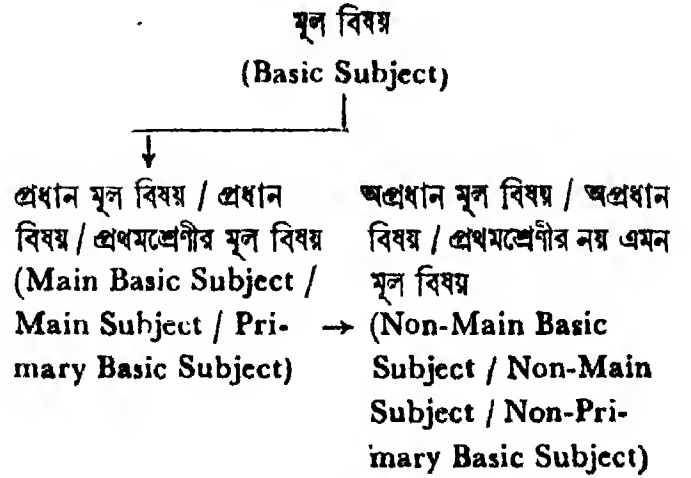 মূল বিষয়
(Basic Subject)
প্রধান মূল বিষয় / প্রধান
বিষয় / প্রথমশ্রেণীর মূল বিষয়
(Main Basic Subject /
Main Subject / Pri-
mary Basic Subject)
→
অপ্রধান মূল বিষয় / অপ্রধান
বিষয় / প্রথমশ্রেণীর নয় এমন
মূল বিষয়
(Non-Main Basic
Subject / Non-Main
Subject / Non-Pri-
mary Basic Subject)